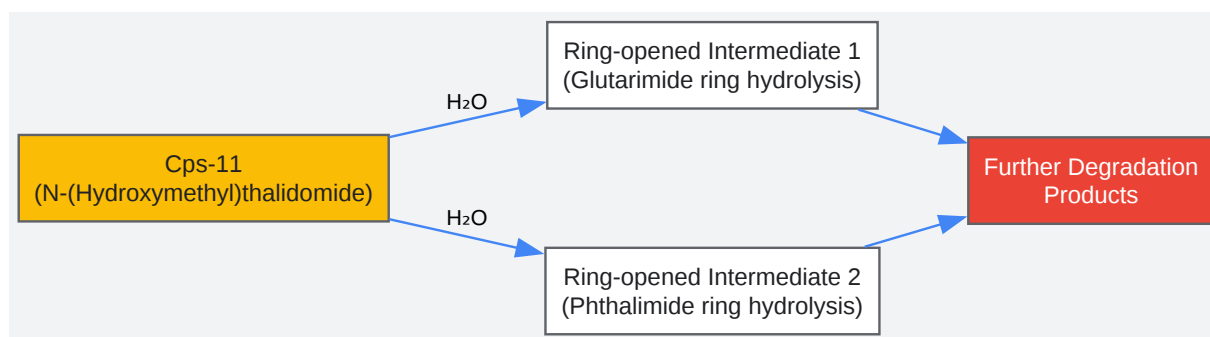 Ring-opened Intermediate 1
(Glutarimide ring hydrolysis)
H₂O
Cps-11
(N-(Hydroxymethyl)thalidomide)
Further Degradation
Products
H₂O
Ring-opened Intermediate 2
(Phthalimide ring hydrolysis)